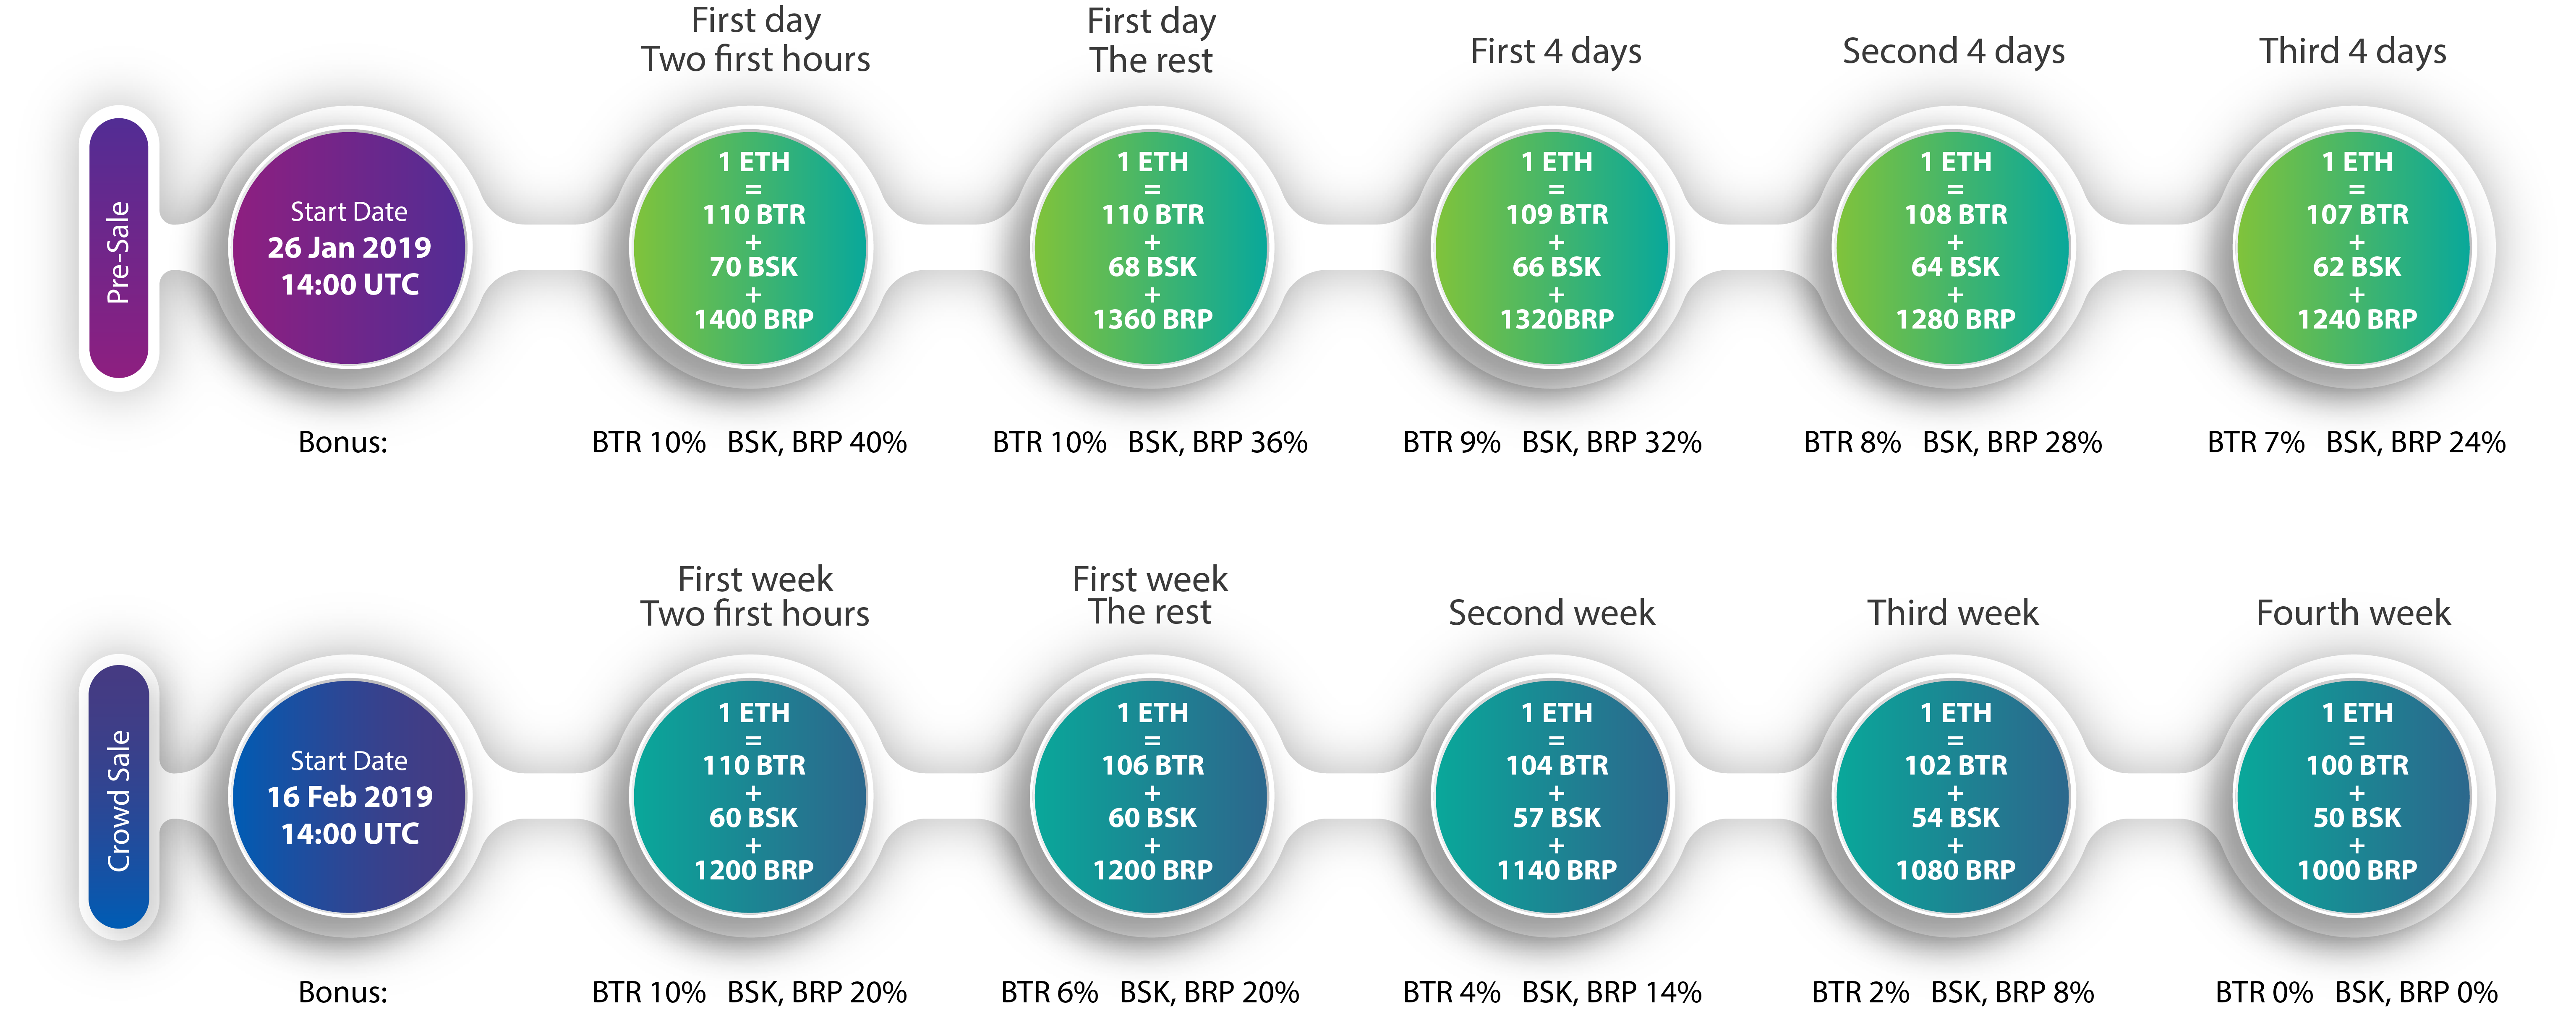 Pre-Sale
Start Date
26 Jan 2019
14:00 UTC
Bonus:
First day
Two first hours
1 ETH
=
110 BTR
+
70 BSK
+
1400 BRP
BTR 10% BSK, BRP 40%
First day
The rest
1 ETH
=
110 BTR
+
68 BSK
+
1360 BRP
BTR 10% BSK, BRP 36%
First 4 days
1 ETH
=
109 BTR
+
66 BSK
+
1320BRP
BTR 9% BSK, BRP 32%
Second 4 days
1 ETH
=
108 BTR
+
64 BSK
+
1280 BRP
BTR 8% BSK, BRP 28%
Third 4 days
1 ETH
=
107 BTR
+
62 BSK
+
1240 BRP
BTR 7% BSK, BRP 24%
Crowd Sale
Start Date
16 Feb 2019
14:00 UTC
Bonus:
First week
Two first hours
1 ETH
=
110 BTR
+
60 BSK
+
1200 BRP
BTR 10% BSK, BRP 20%
First week
The rest
1 ETH
=
106 BTR
+
60 BSK
+
1200 BRP
BTR 6% BSK, BRP 20%
Second week
1 ETH
=
104 BTR
+
57 BSK
+
1140 BRP
BTR 4% BSK, BRP 14%
Third week
1 ETH
=
102 BTR
+
54 BSK
+
1080 BRP
BTR 2% BSK, BRP 8%
Fourth week
1 ETH
=
100 BTR
+
50 BSK
+
1000 BRP
BTR 0% BSK, BRP 0%